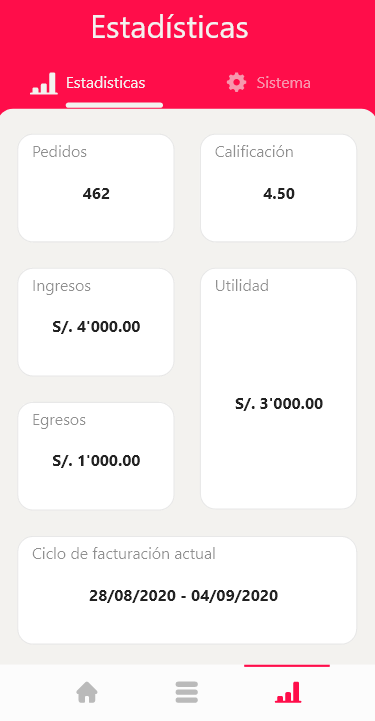 Estadísticas
Estadisticas
Sistema
Pedidos
462
Calificación
4.50
Ingresos
S/. 4'000.00
Utilidad
S/. 3'000.00
Egresos
S/. 1'000.00
Ciclo de facturación actual
28/08/2020 - 04/09/2020